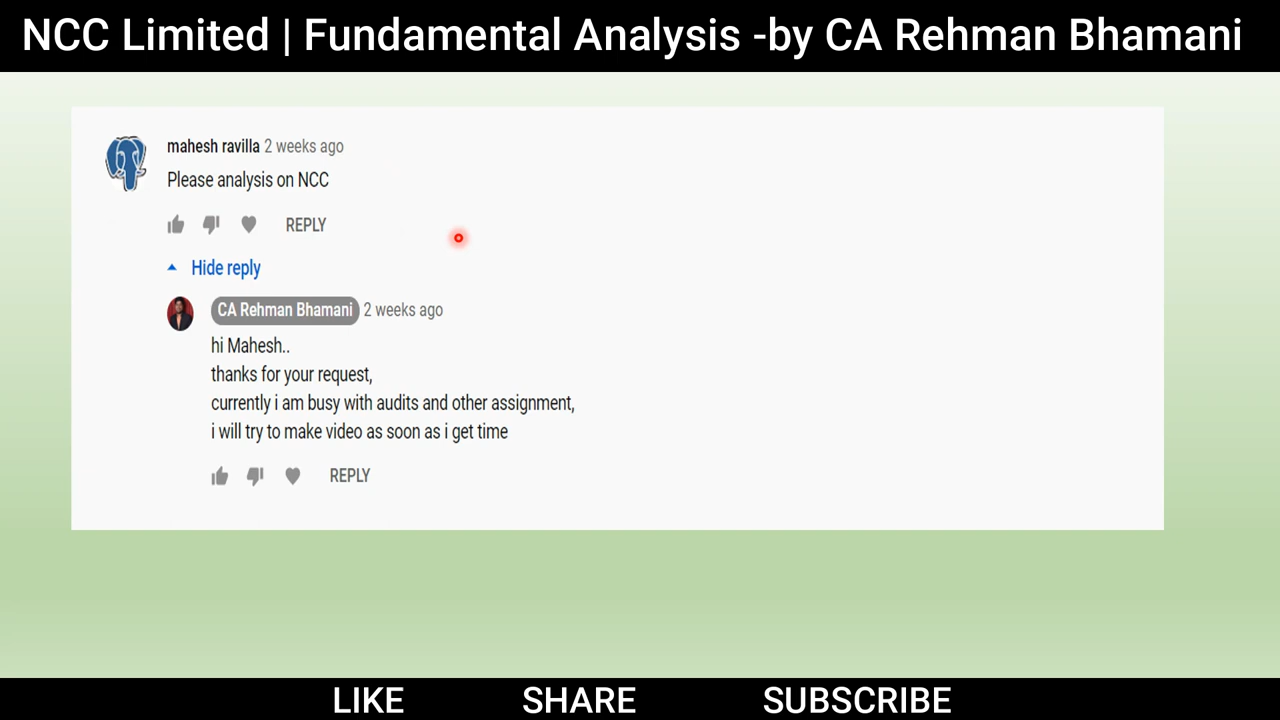 NCC Limited | Fundamental Analysis -by CA Rehman Bhamani
mahesh ravilla 2 weeks ago
Please analysis on NCC
REPLY
Hide reply
CA Rehman Bhamani 2 weeks ago
hi Mahesh..
thanks for your request,
currently i am busy with audits and other assignment,
i will try to make video as soon as i get time
REPLY
LIKE SHARE SUBSCRIBE